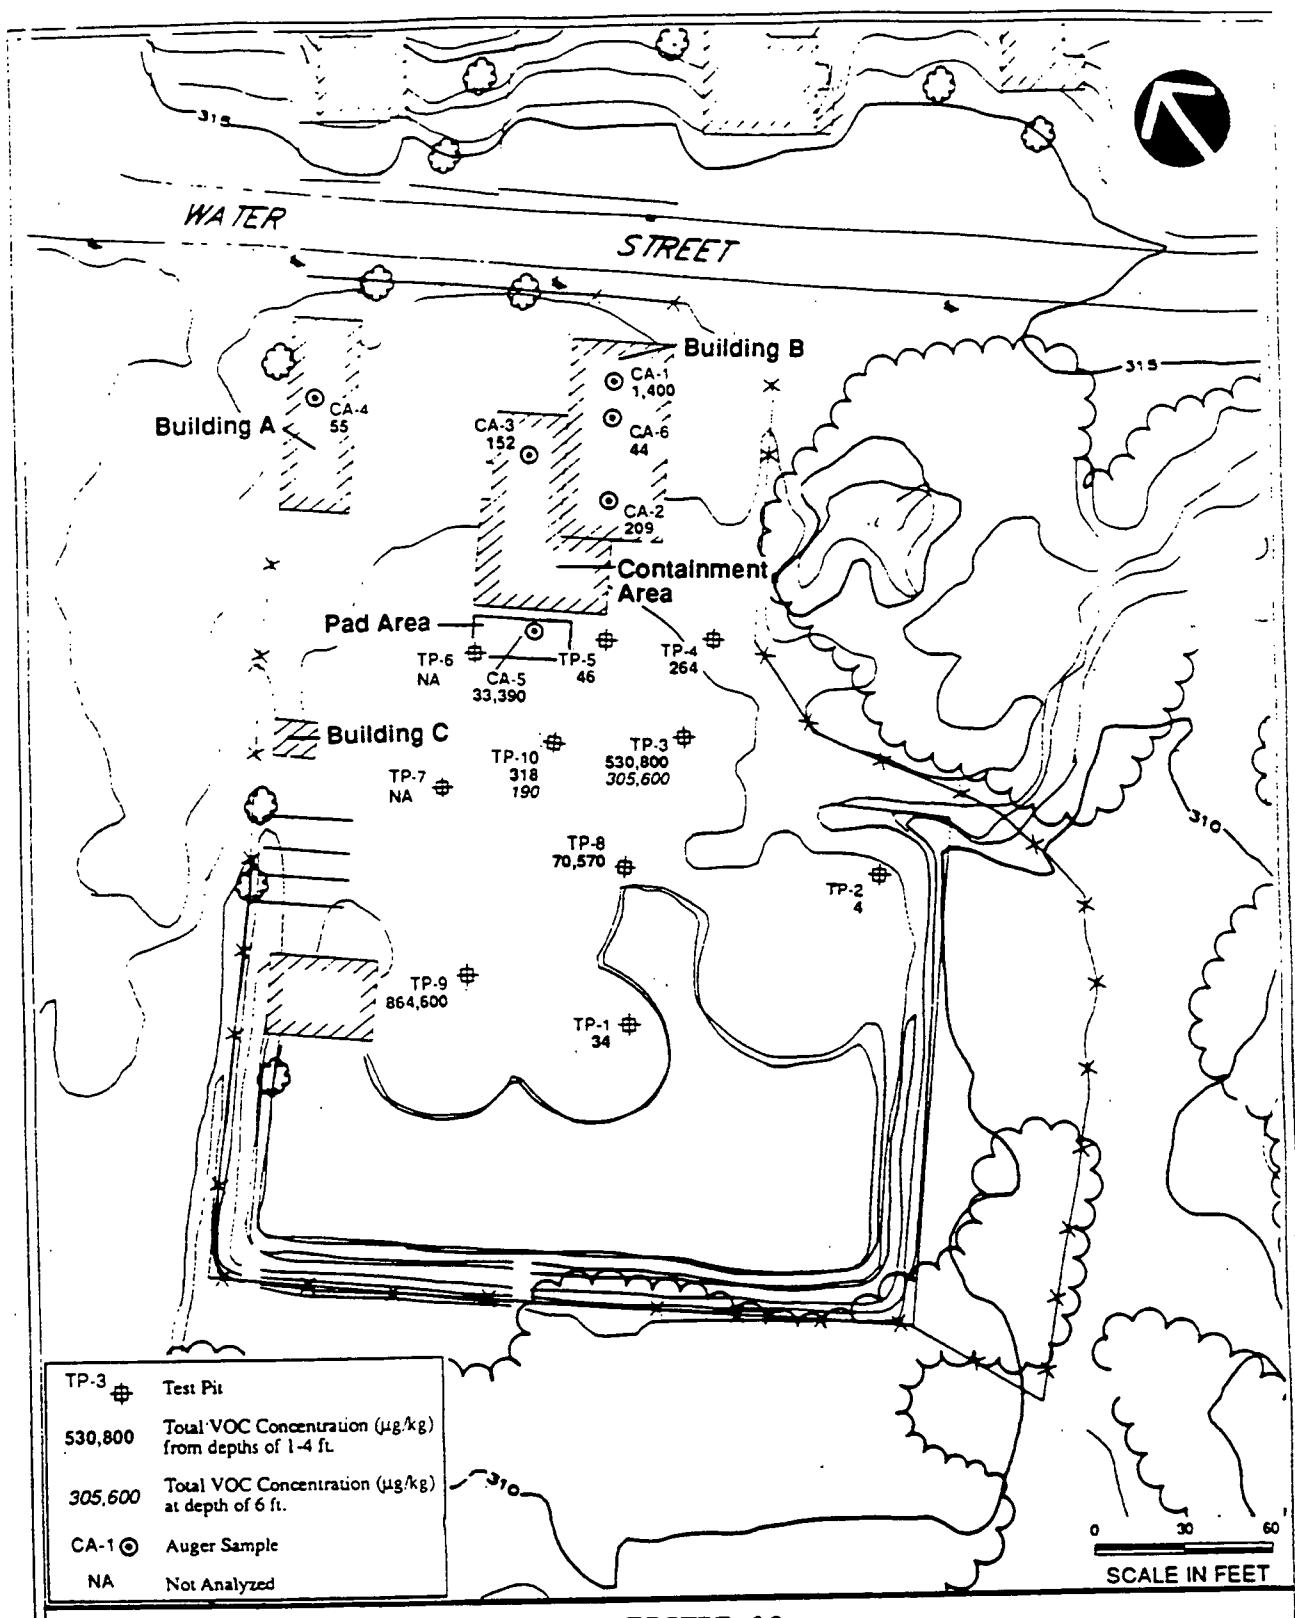 315
WATER STREET
Building B
CA-1
1,400
315
CA-4
55
Building A
CA-3
152
CA-6
44
CA-2
209
Containment
Area
Pad Area
TP-6
NA
CA-5
33,390
TP-5
46
TP-4
264
Building C
TP-10
318
190
TP-3
530,800
305,600
TP-7
NA
310
TP-8
70,570
TP-2
4
TP-9
864,600
TP-1
34
TP-3 Test Pit
530,800 Total VOC Concentration (µg/kg)
from depths of 1-4 ft.
305,600 Total VOC Concentration (µg/kg)
at depth of 6 ft.
CA-1 Auger Sample
NA Not Analyzed
310
0 30 60
SCALE IN FEET